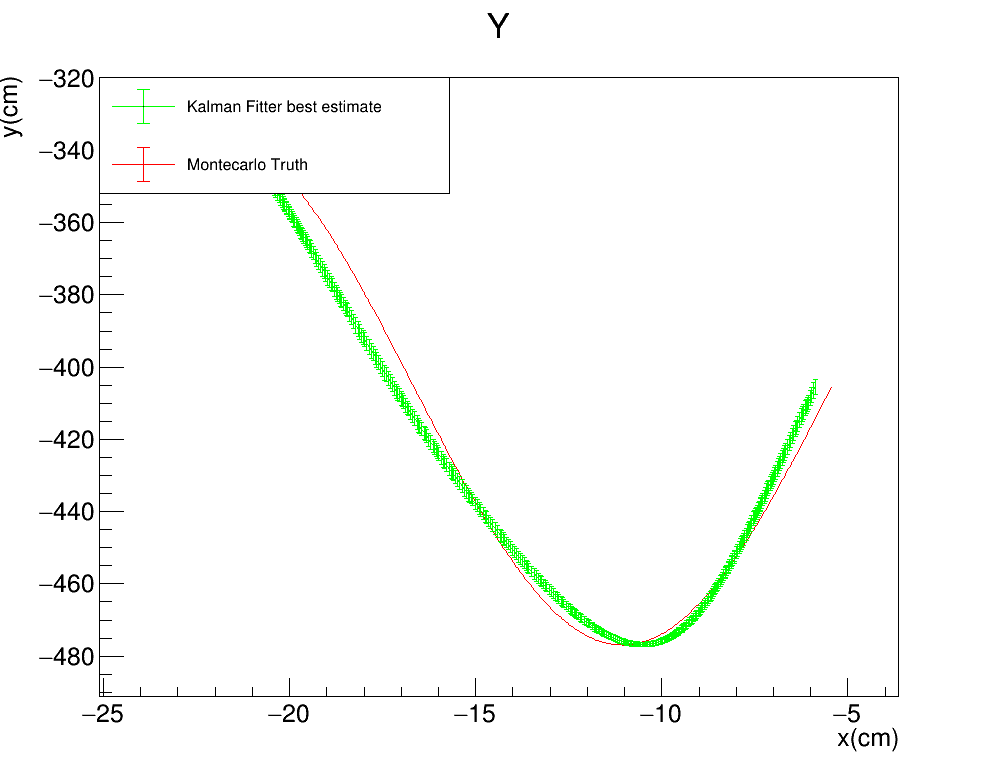 Y
y(cm)
−320
−340
−360
−380
−400
−420
−440
−460
−480
Kalman Fitter best estimate
Montecarlo Truth
−25 −20 −15 −10 −5
x(cm)